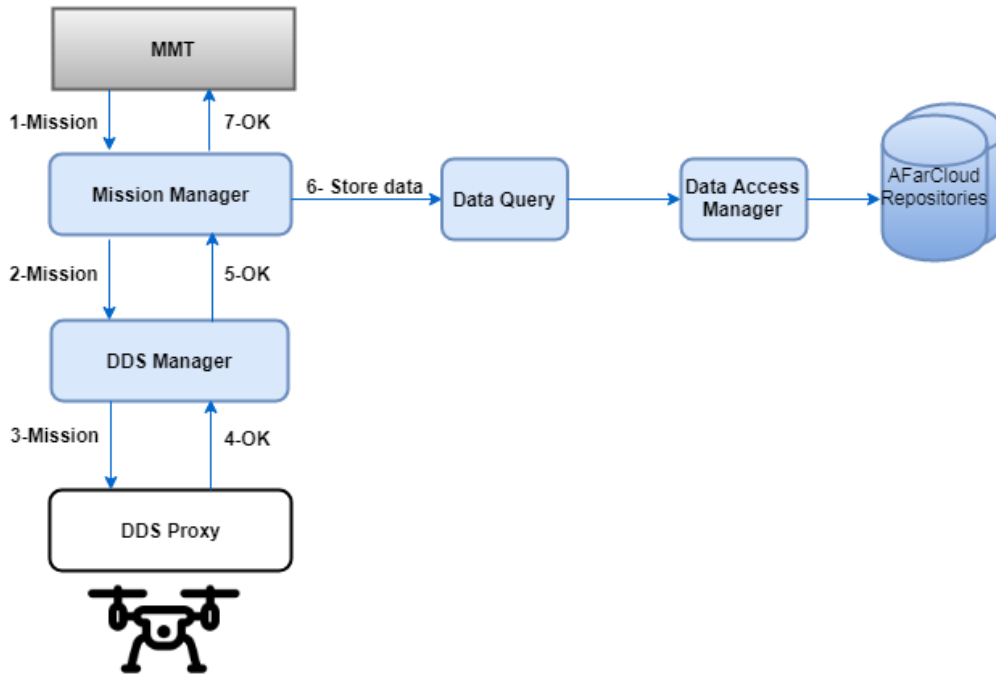 MMT
1-Mission
7-OK
Mission Manager
6- Store data
Data Query
Data Access
Manager
AFarCloud
Repositories
2-Mission
5-OK
DDS Manager
3-Mission
4-OK
DDS Proxy